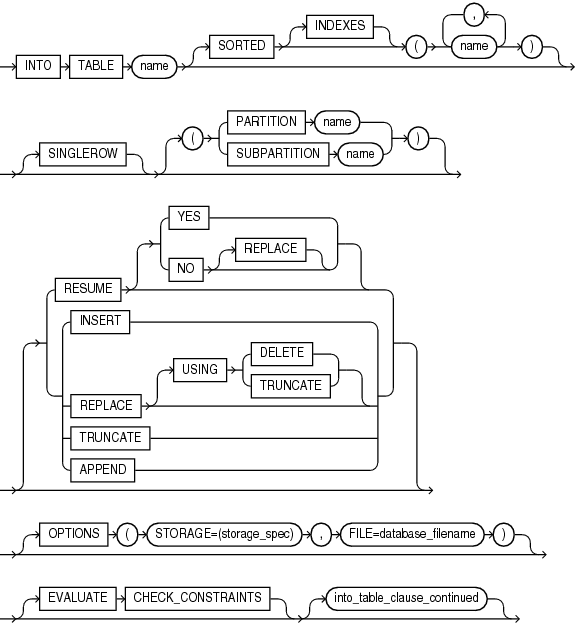 ,
INDEXES
SORTED ( name )
INTO TABLE name
PARTITION name
SINGLEROW ( )
SUBPARTITION name
YES
REPLACE
NO
RESUME
INSERT
DELETE
USING
TRUNCATE
REPLACE
TRUNCATE
APPEND
OPTIONS ( STORAGE=(storage_spec) , FILE=database_filename )
EVALUATE CHECK_CONSTRAINTS into_table_clause_continued